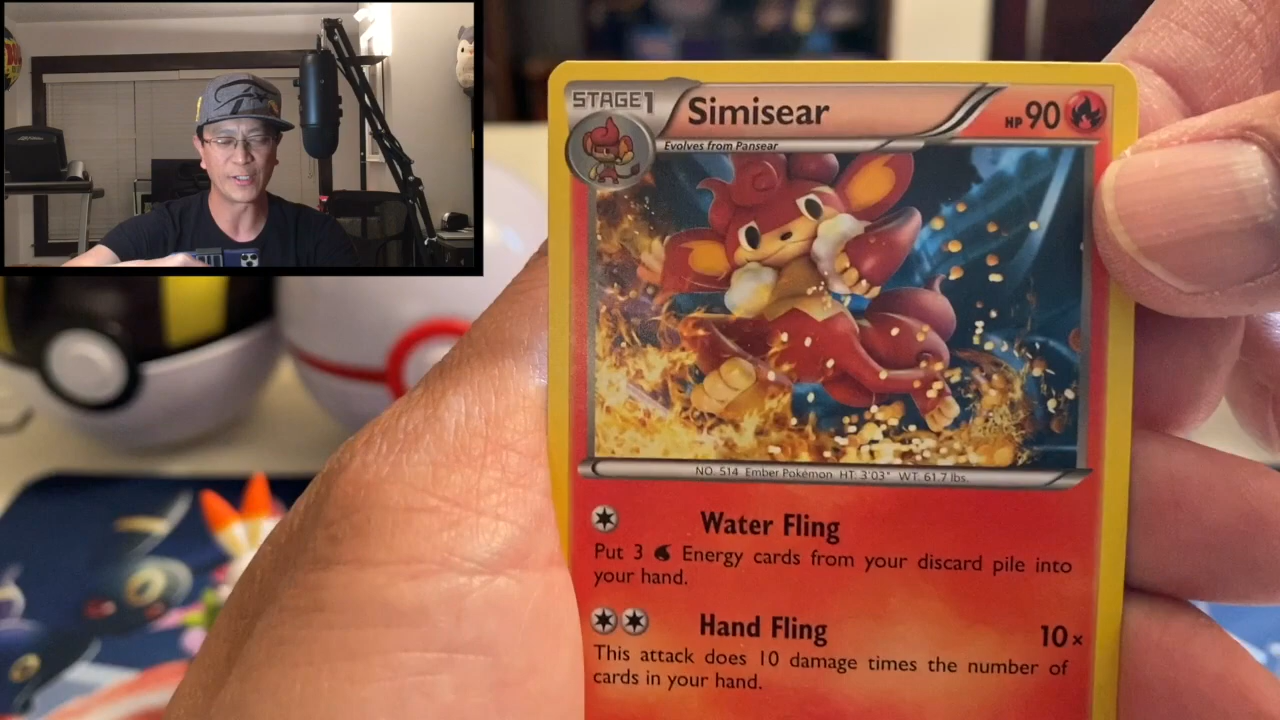 STAGE1
Simisear
HP 90
Evolves from Pansear
NO. 514 Ember Pokémon HT: 3'03" WT: 61.7 lbs.
Water Fling
Put 3 Energy cards from your discard pile into
your hand.
Hand Fling
10×
This attack does 10 damage times the number of
cards in your hand.